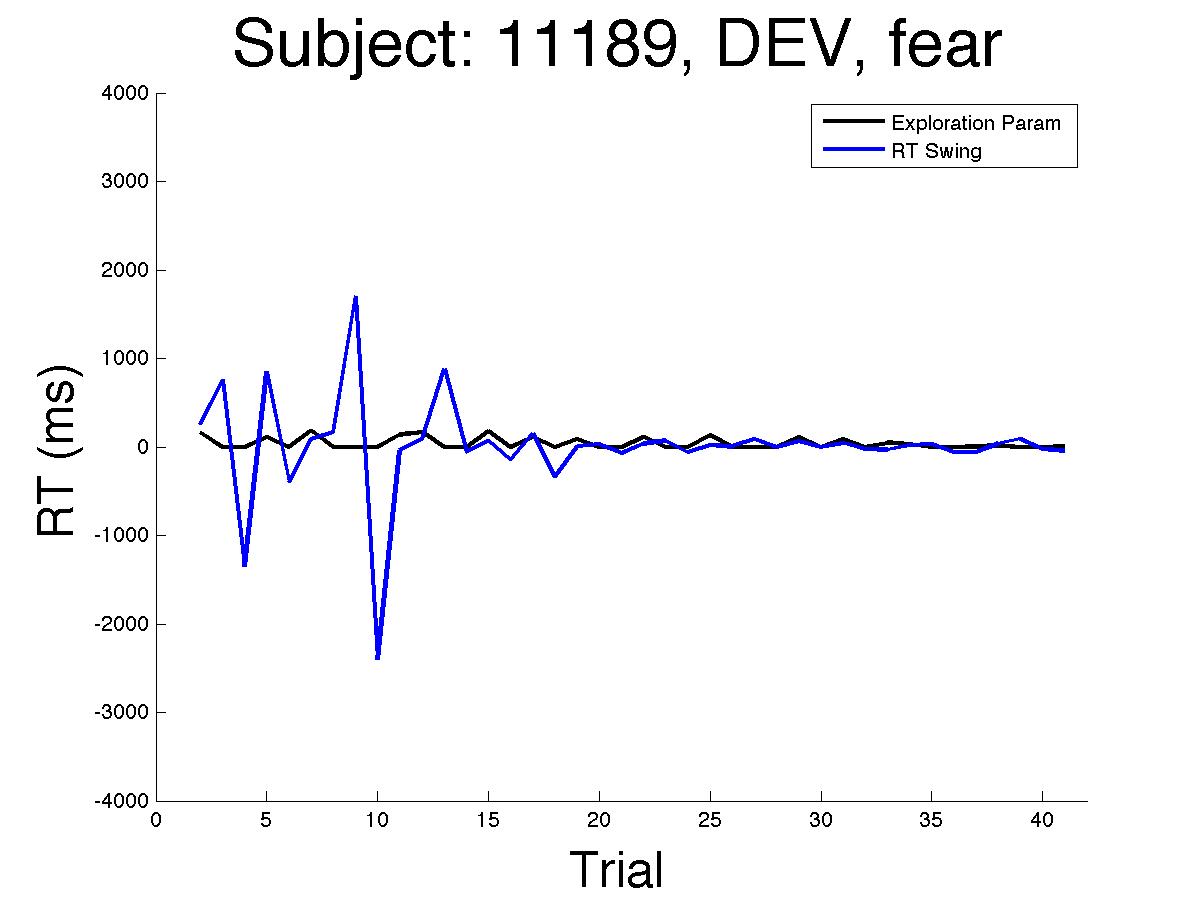 Subject: 11189, DEV, fear
Exploration Param
RT Swing
4000
3000
2000
1000
0
-1000
-2000
-3000
-4000
RT (ms)
0 5 10 15 20 25 30 35 40
Trial